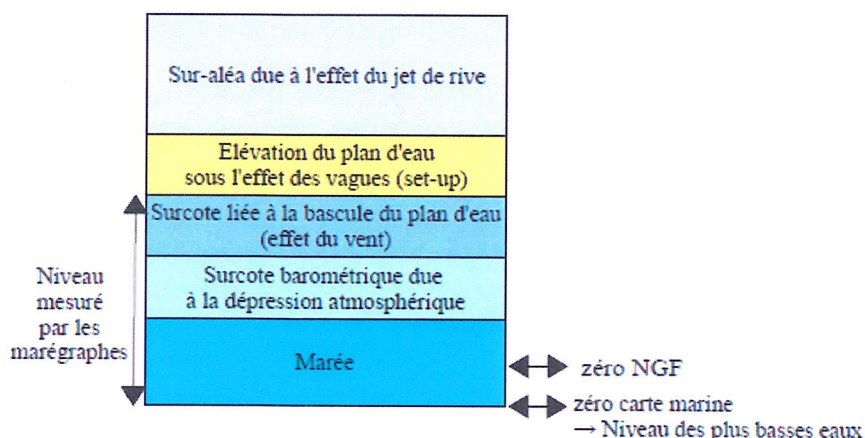 Sur-aléa due à l'effet du jet de rive
Elévation du plan d'eau
sous l'effet des vagues (set-up)
Surcote liée à la bascule du plan d'eau
(effet du vent)
Surcote barométrique due
à la dépression atmosphérique
Marée
Niveau
mesuré
par les
marégraphes
zéro NGF
zéro carte marine
→ Niveau des plus basses eaux